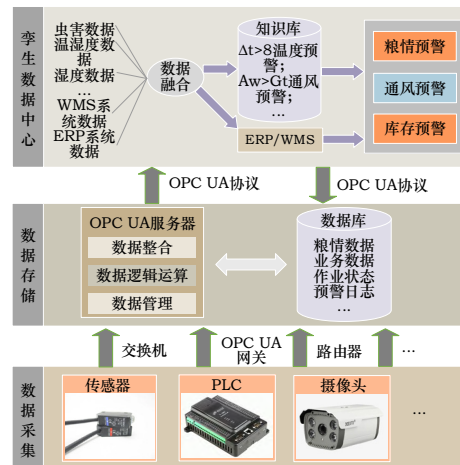 孪生数据中心
虫害数据
温湿度数
据
湿度数据
...
WMS系
统数据
ERP系统
数据
数据
融合
知识库
Δt>8温度预
警；
Aw>Gt通风
预警；
...
ERP/WMS
粮情预警
通风预警
库存预警
OPC UA协议
OPC UA协议
数据存储
OPC UA服务器
数据整合
数据逻辑运算
数据管理
数据库
粮情数据
业务数据
作业状态
预警日志
...
交换机
OPC UA
网关
路由器
...
数据采集
传感器
PLC
摄像头
...